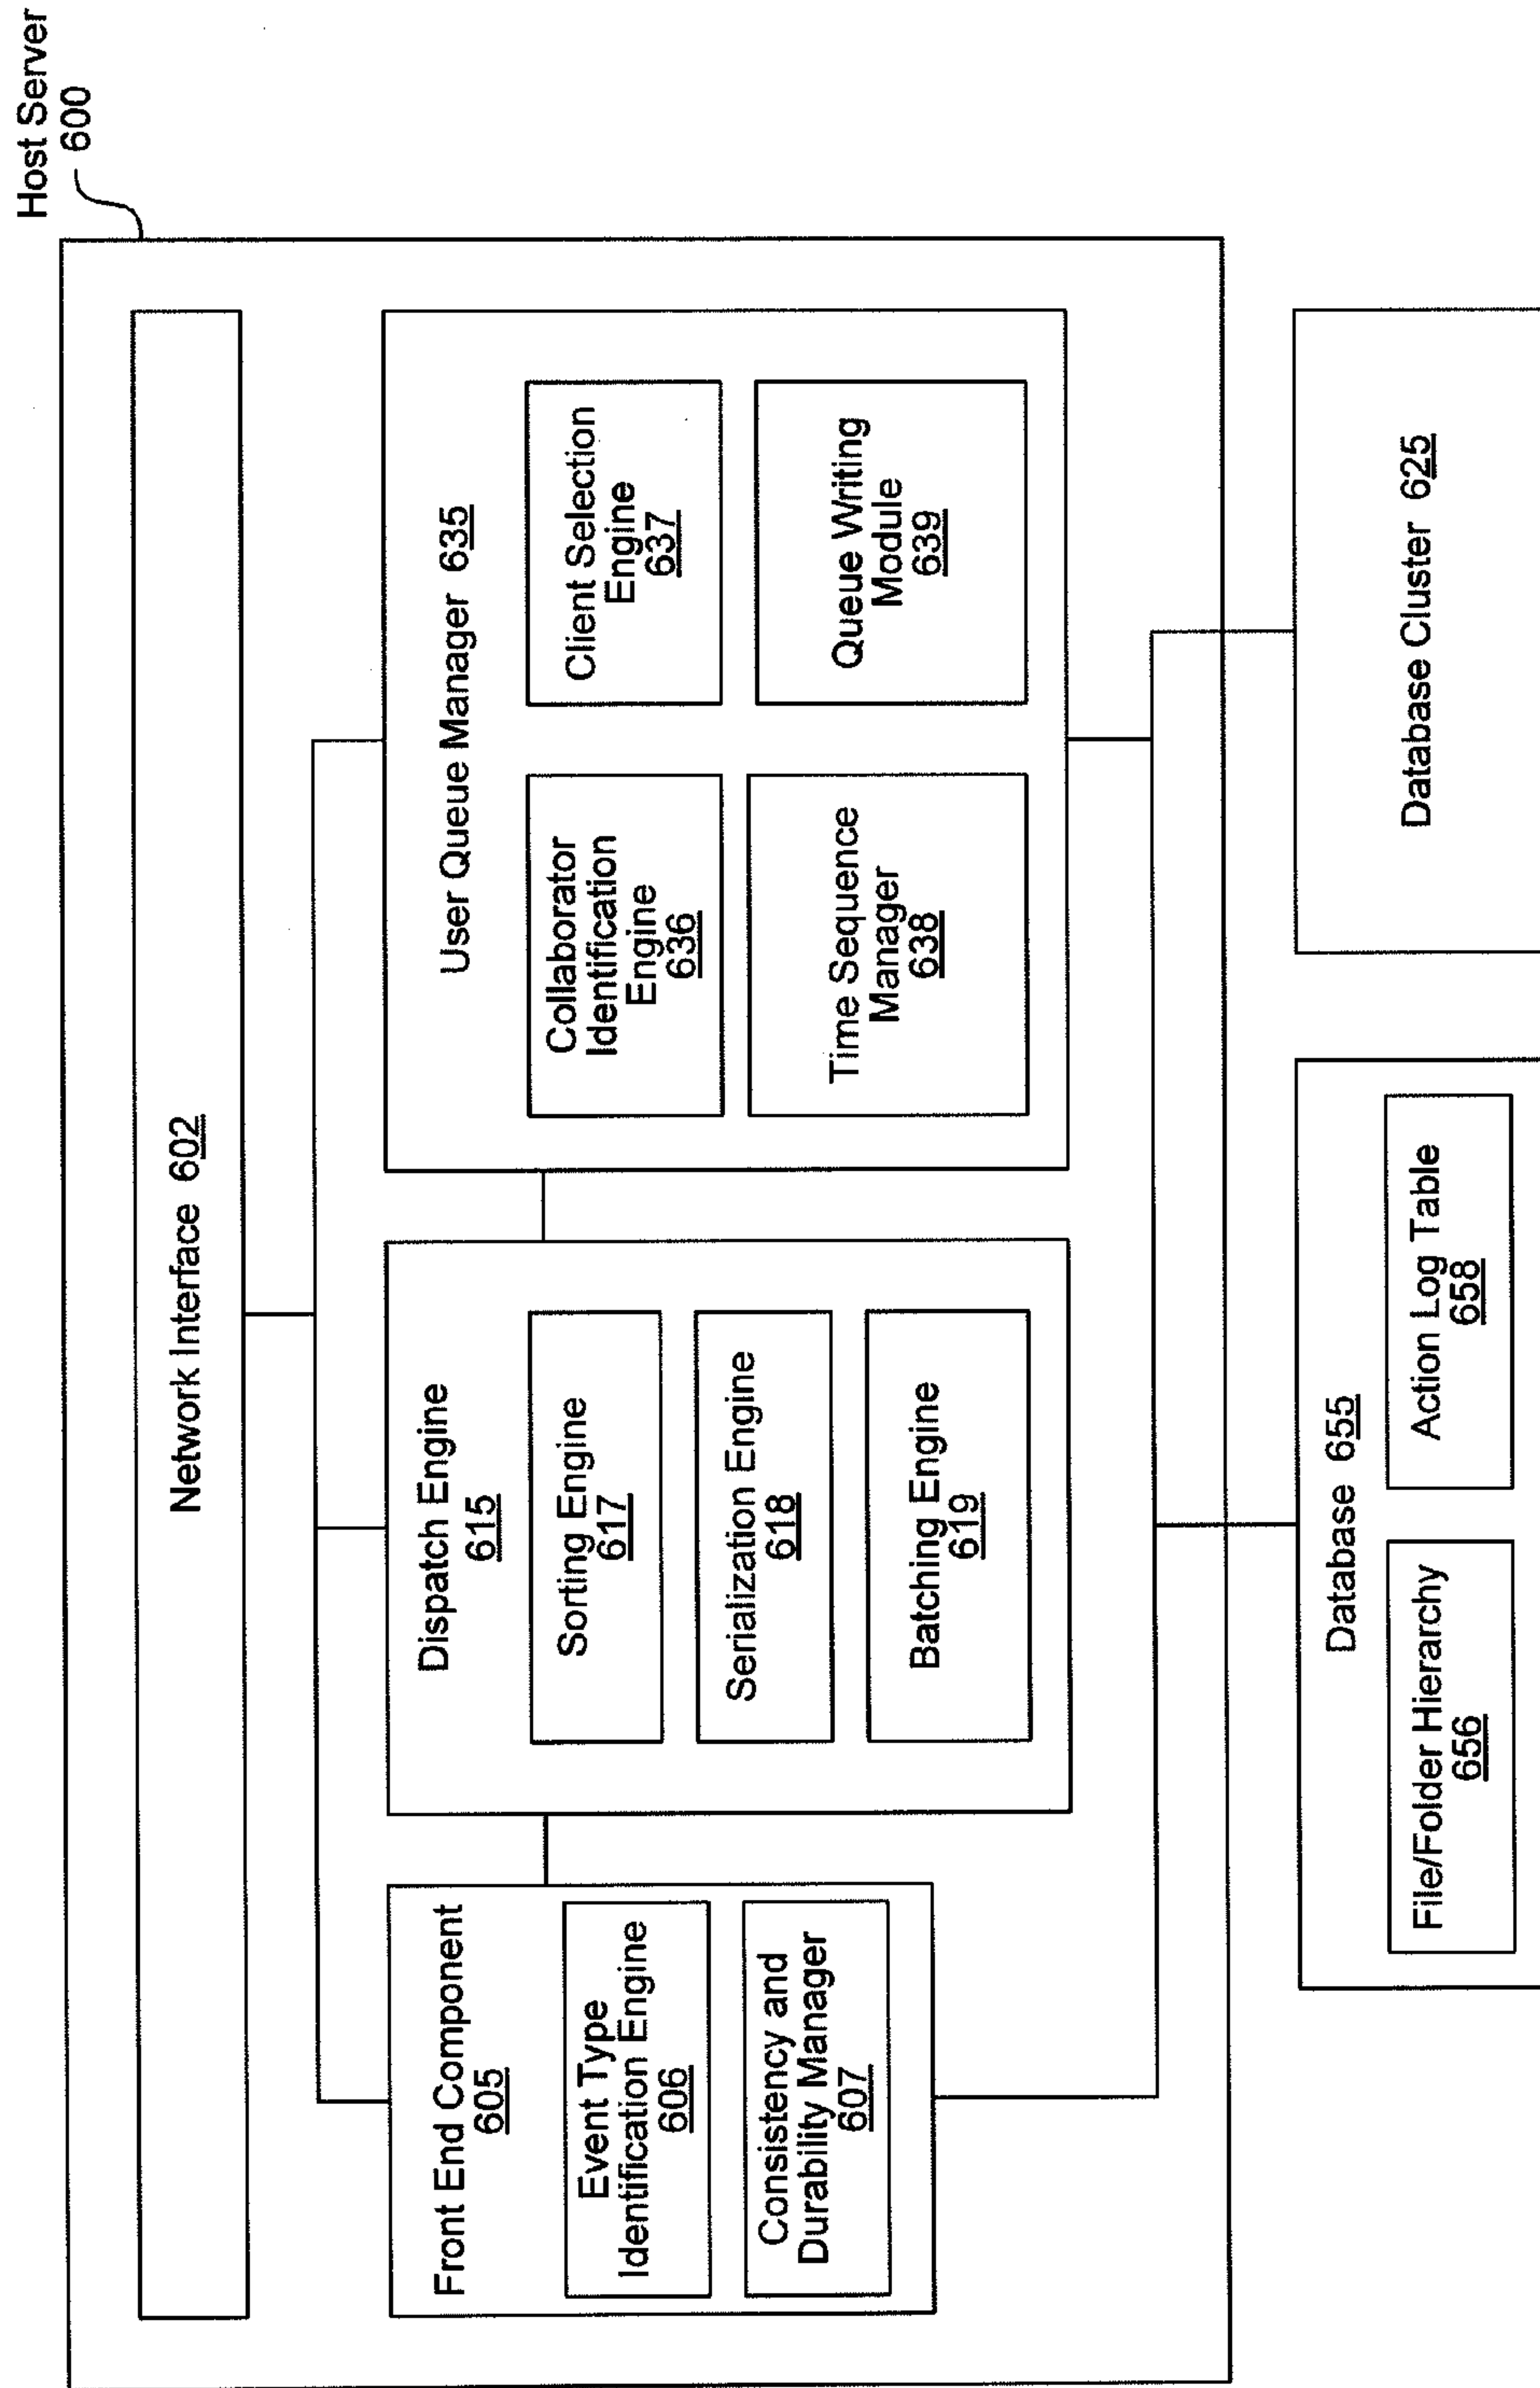 Host Server
600
Network Interface 602
Front End Component
605
Event Type
Identification Engine
606
Consistency and
Durability Manager
607
Dispatch Engine
615
Sorting Engine
617
Serialization Engine
618
Batching Engine
619
User Queue Manager 635
Collaborator
Identification
Engine
636
Client Selection
Engine
637
Time Sequence
Manager
638
Queue Writing
Module
639
Database 655
File/Folder Hierarchy
656
Action Log Table
658
Database Cluster 625